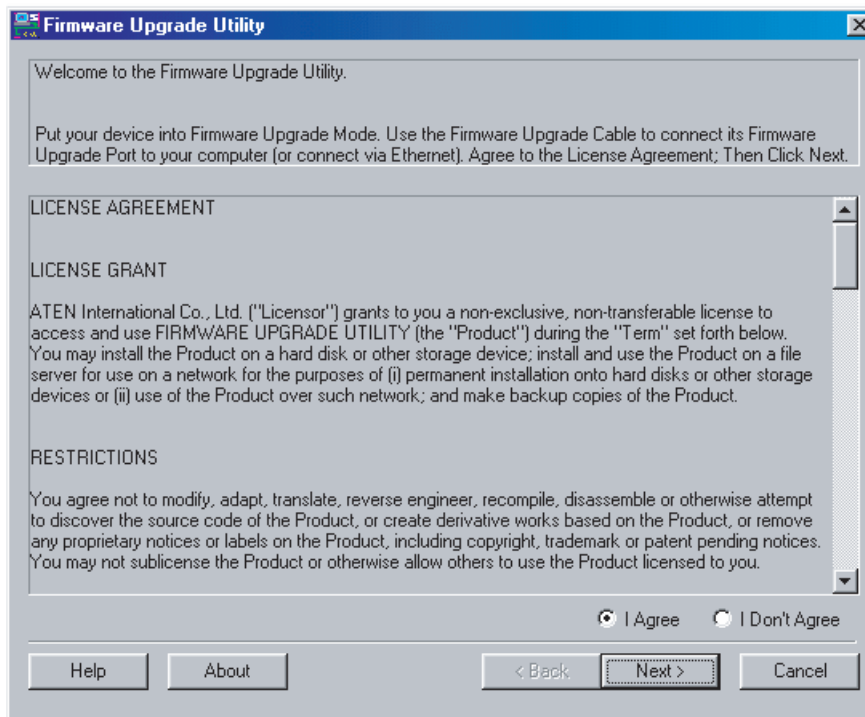 Firmware Upgrade Utility
Welcome to the Firmware Upgrade Utility.
Put your device into Firmware Upgrade Mode. Use the Firmware Upgrade Cable to connect its Firmware
Upgrade Port to your computer (or connect via Ethernet). Agree to the License Agreement; Then Click Next.
LICENSE AGREEMENT
LICENSE GRANT
ATEN International Co., Ltd. ("Licensor") grants to you a non-exclusive, non-transferable license to
access and use FIRMWARE UPGRADE UTILITY (the "Product") during the "Term" set forth below.
You may install the Product on a hard disk or other storage device; install and use the Product on a file
server for use on a network for the purposes of (i) permanent installation onto hard disks or other storage
devices or (ii) use of the Product over such network; and make backup copies of the Product.
RESTRICTIONS
You agree not to modify, adapt, translate, reverse engineer, recompile, disassemble or otherwise attempt
to discover the source code of the Product, or create derivative works based on the Product, or remove
any proprietary notices or labels on the Product, including copyright, trademark or patent pending notices.
You may not sublicense the Product or otherwise allow others to use the Product licensed to you.
I Agree I Don't Agree
Help About < Back Next > Cancel